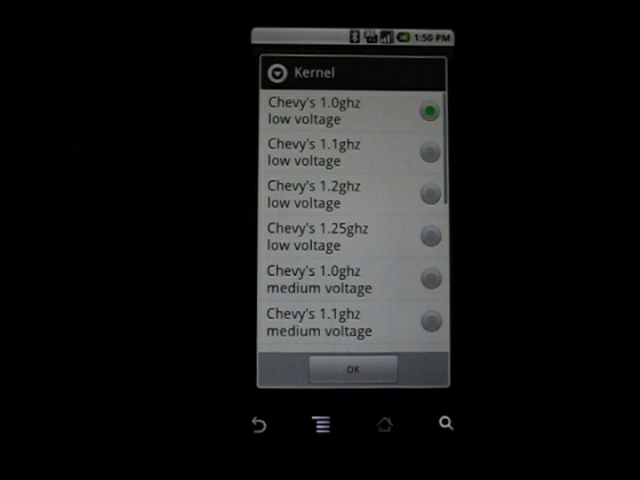 1:50 PM
Kernel
Chevy's 1.0ghz
low voltage
Chevy's 1.1ghz
low voltage
Chevy's 1.2ghz
low voltage
Chevy's 1.25ghz
low voltage
Chevy's 1.0ghz
medium voltage
Chevy's 1.1ghz
medium voltage
OK